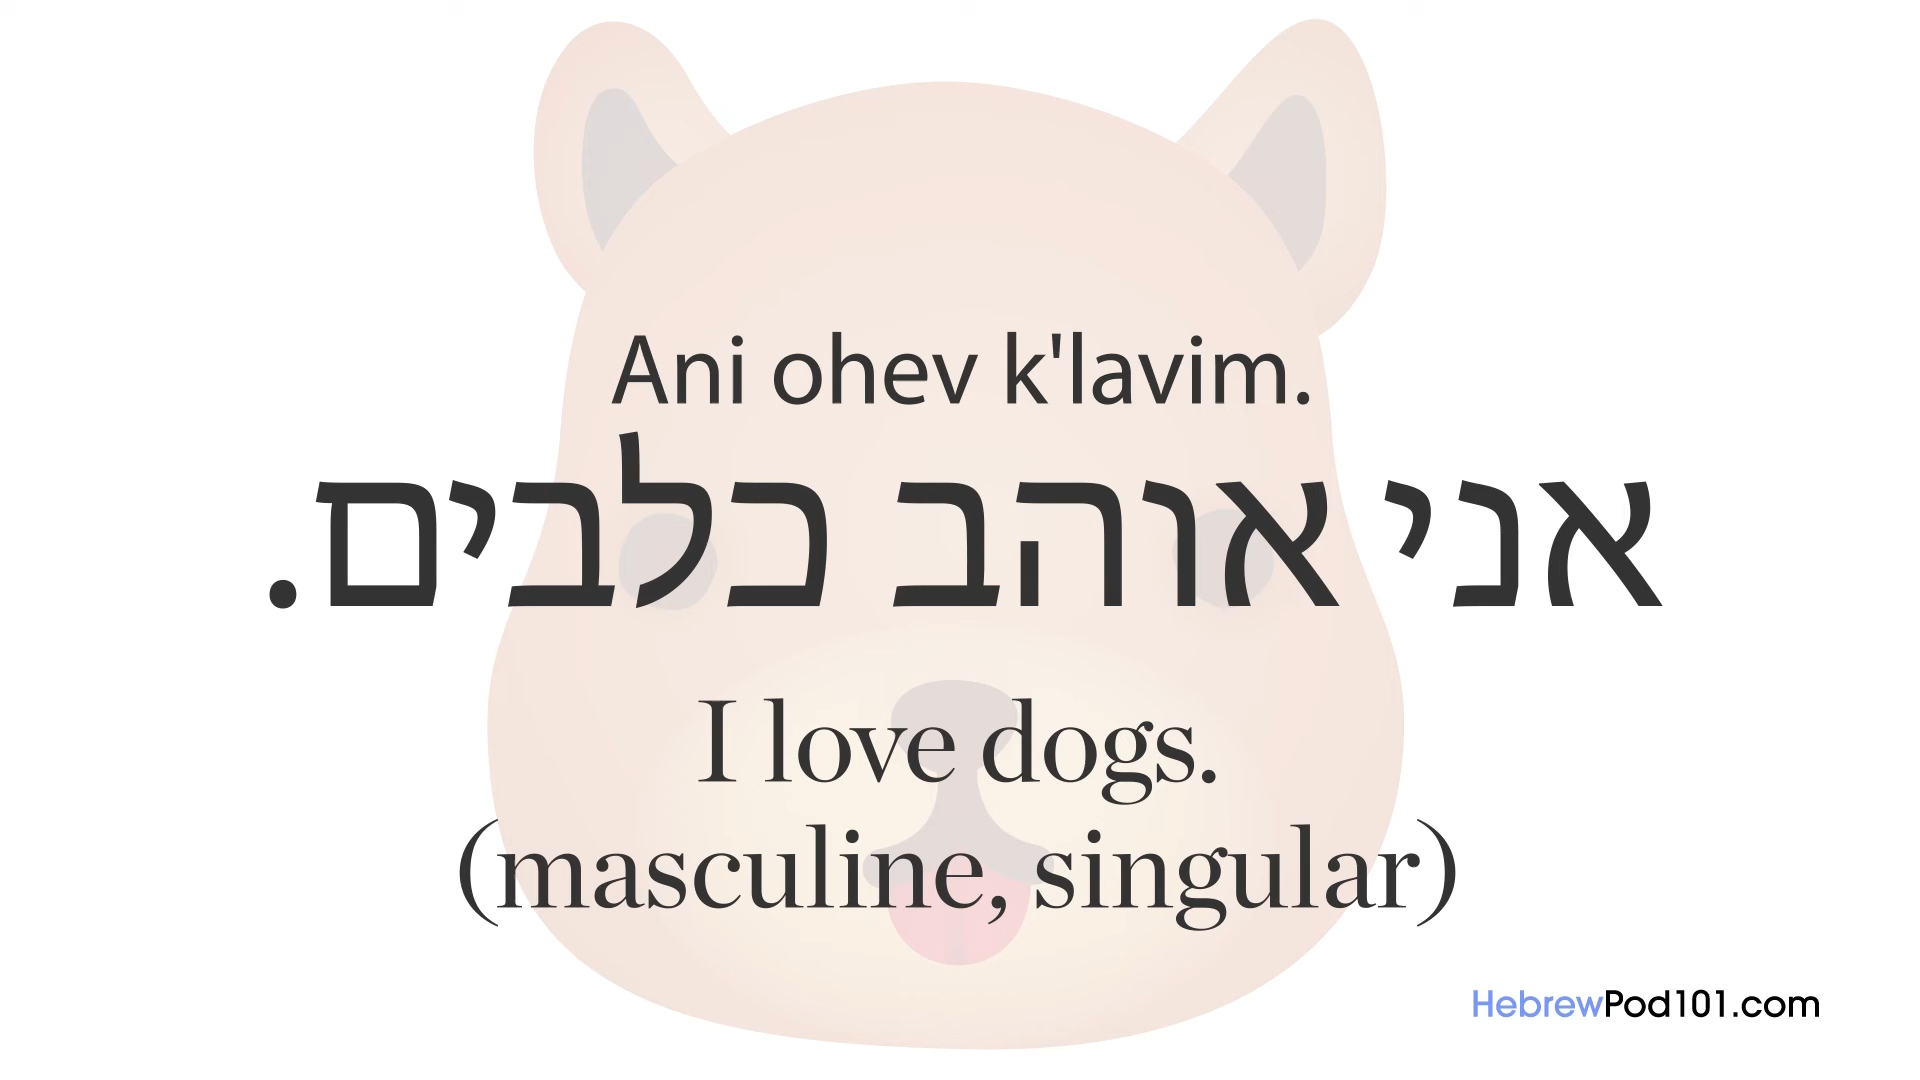 Ani ohev k'lavim.
אני אוהב כלבים.
I love dogs.
(masculine, singular)
HebrewPod101.com